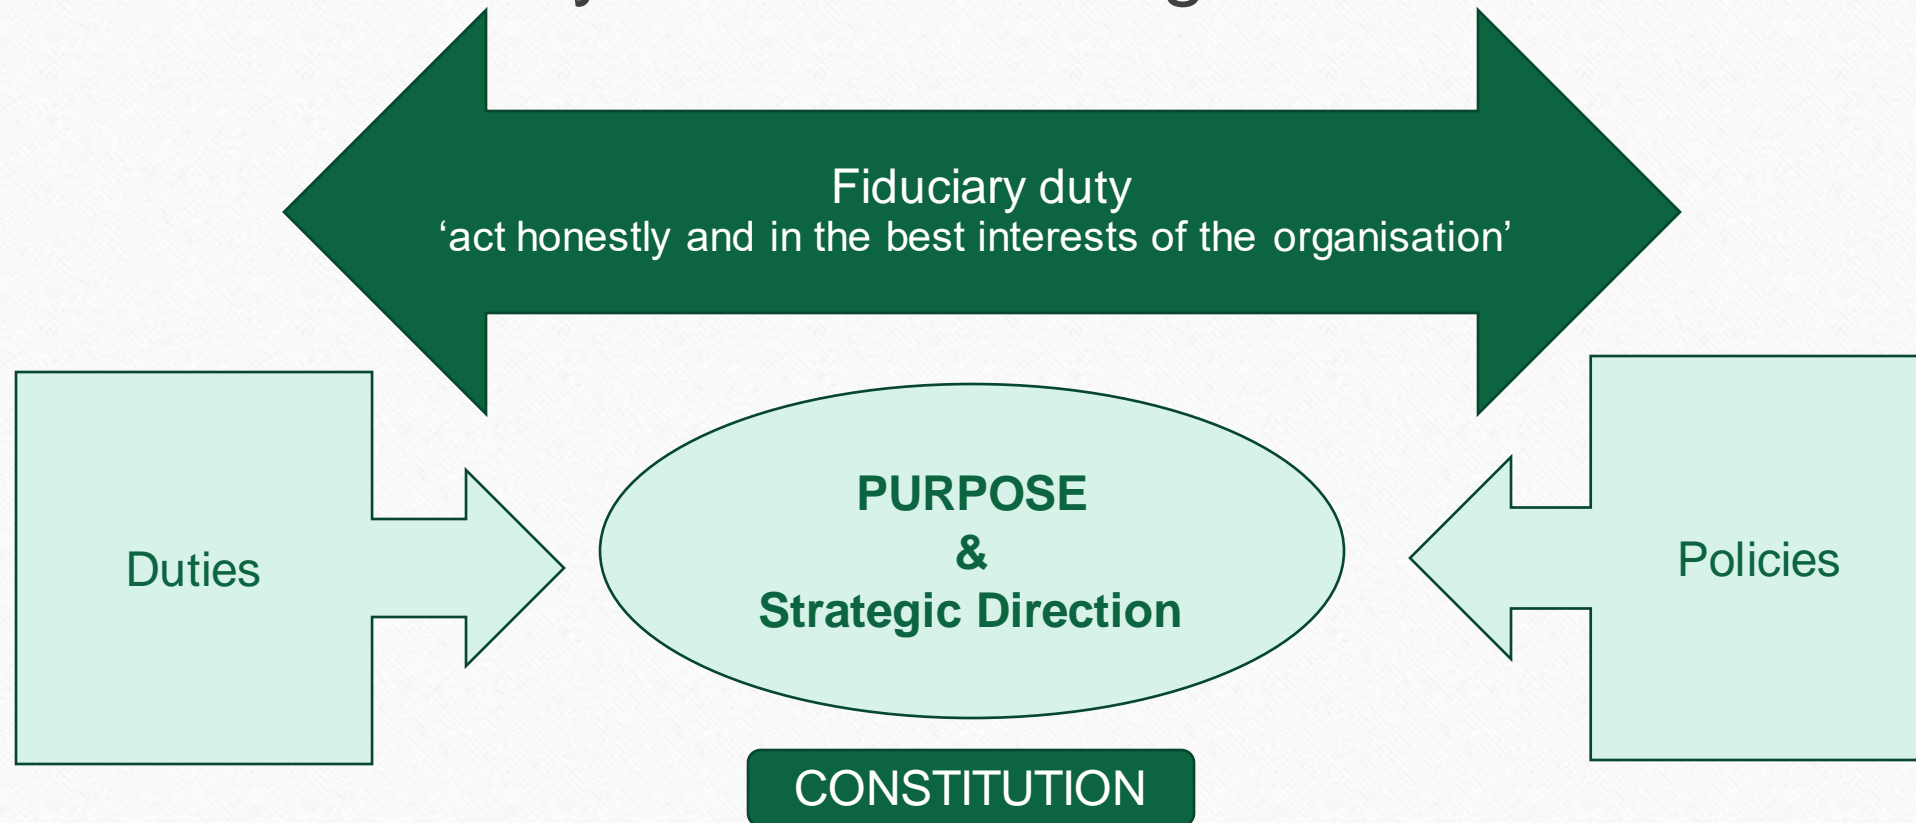 Fiduciary duty
‘act honestly and in the best interests of the organisation’
Duties
PURPOSE
&
Strategic Direction
Policies
CONSTITUTION